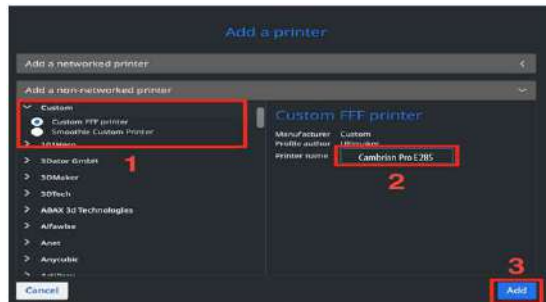 Add a printer
Add a networked printer
Add a non-networked printer
Custom
Custom FFF printer
Smoothie Custom Printer
1
3Dator GmbH
3DMaker
3DTech
ABAX 3d Technologies
Alfawise
Anet
Anycubic
Cancel
Custom FFF printer
Manufacturer Custom
Profile author Ultimaker
Printer name Cambrian Pro E285
2
3
Add